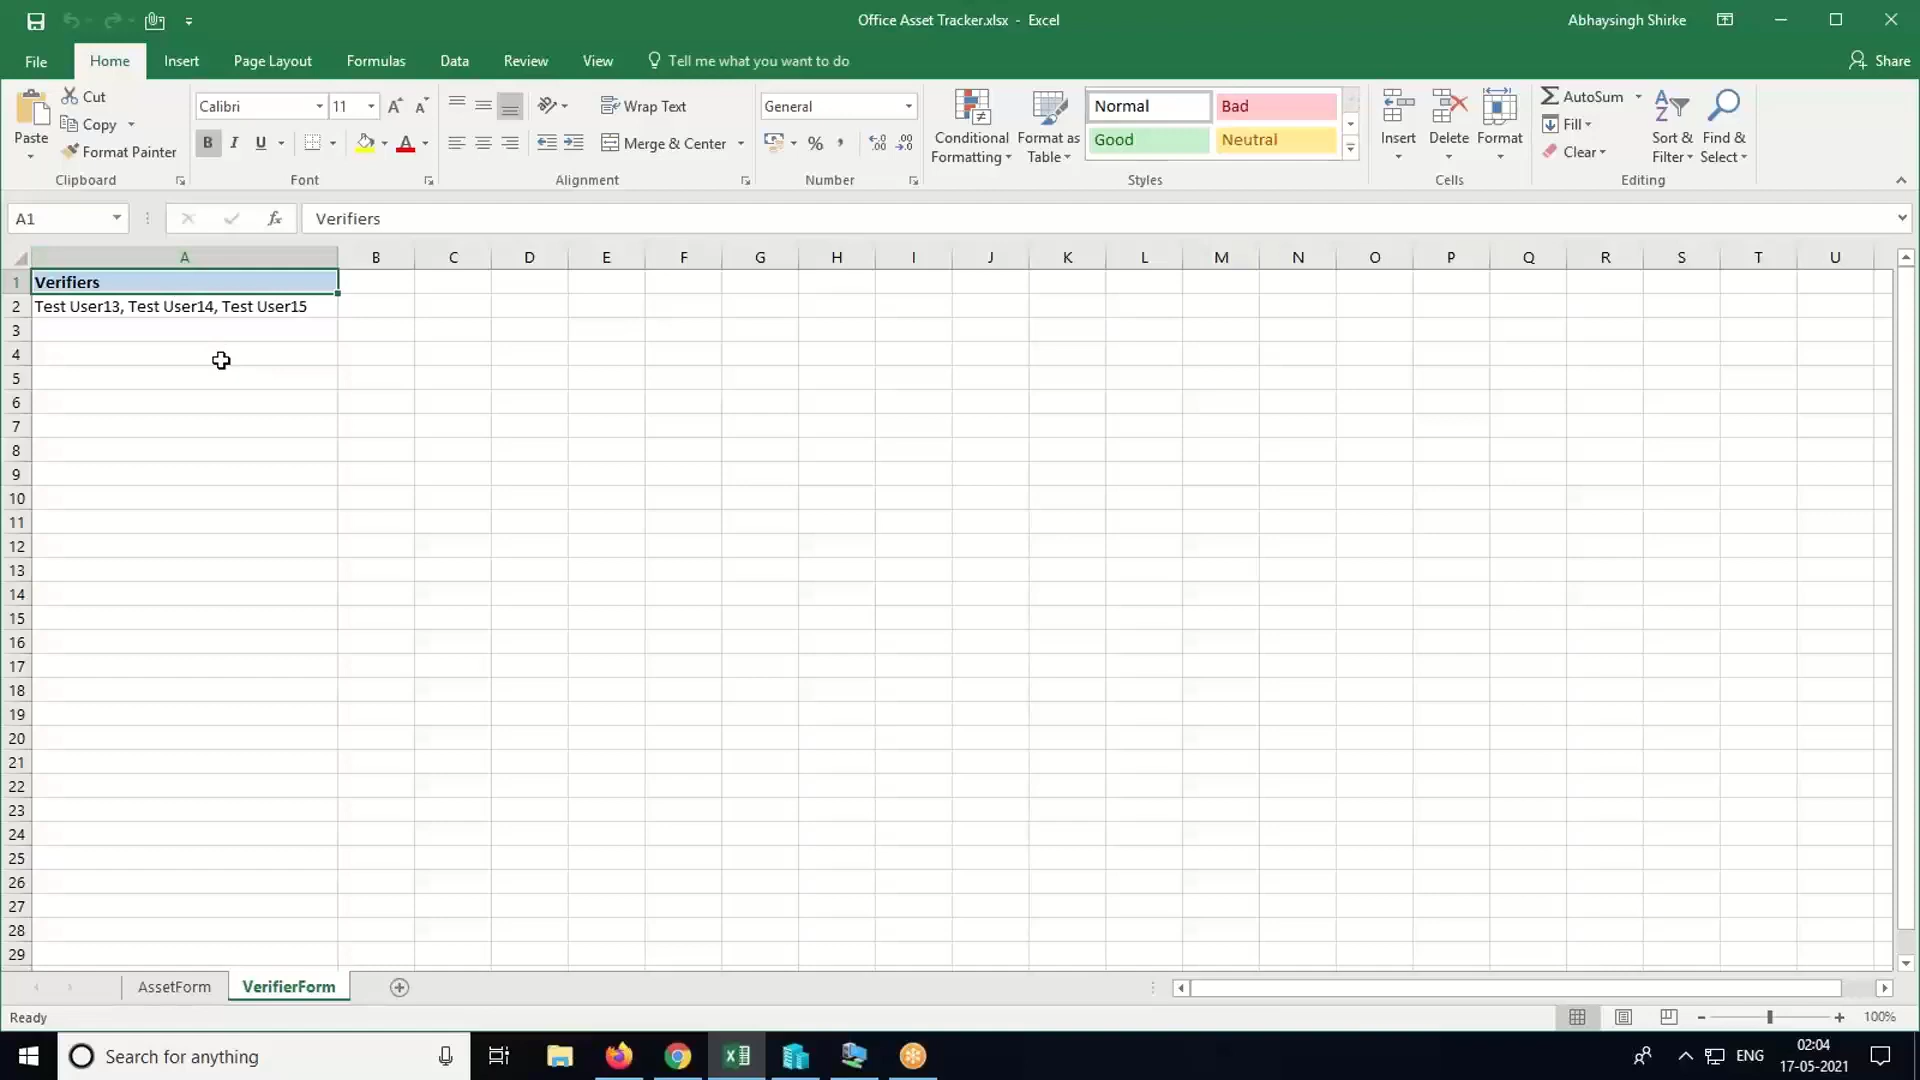 Office Asset Tracker.xlsx - Excel
Abhaysingh Shirke
File Home Insert Page Layout Formulas Data Review View Tell me what you want to do Share
Paste
Cut
Copy
Format Painter
Clipboard
Calibri 11
B I U A
Font
Wrap Text
Merge & Center
Alignment
General
%
Number
Conditional Formatting
Format as Table
Normal Bad
Good Neutral
Styles
Insert Delete Format
Cells
AutoSum
Fill
Clear
Sort & Filter
Find & Select
Editing
A1 fx Verifiers
A B C D E F G H I J K L M N O P Q R S T U
1 Verifiers
2 Test User13, Test User14, Test User15
3
4
5
6
7
8
9
10
11
12
13
14
15
16
17
18
19
20
21
22
23
24
25
26
27
28
29
AssetForm VerifierForm
Ready 100%
Search for anything
ENG
02:04
17-05-2021